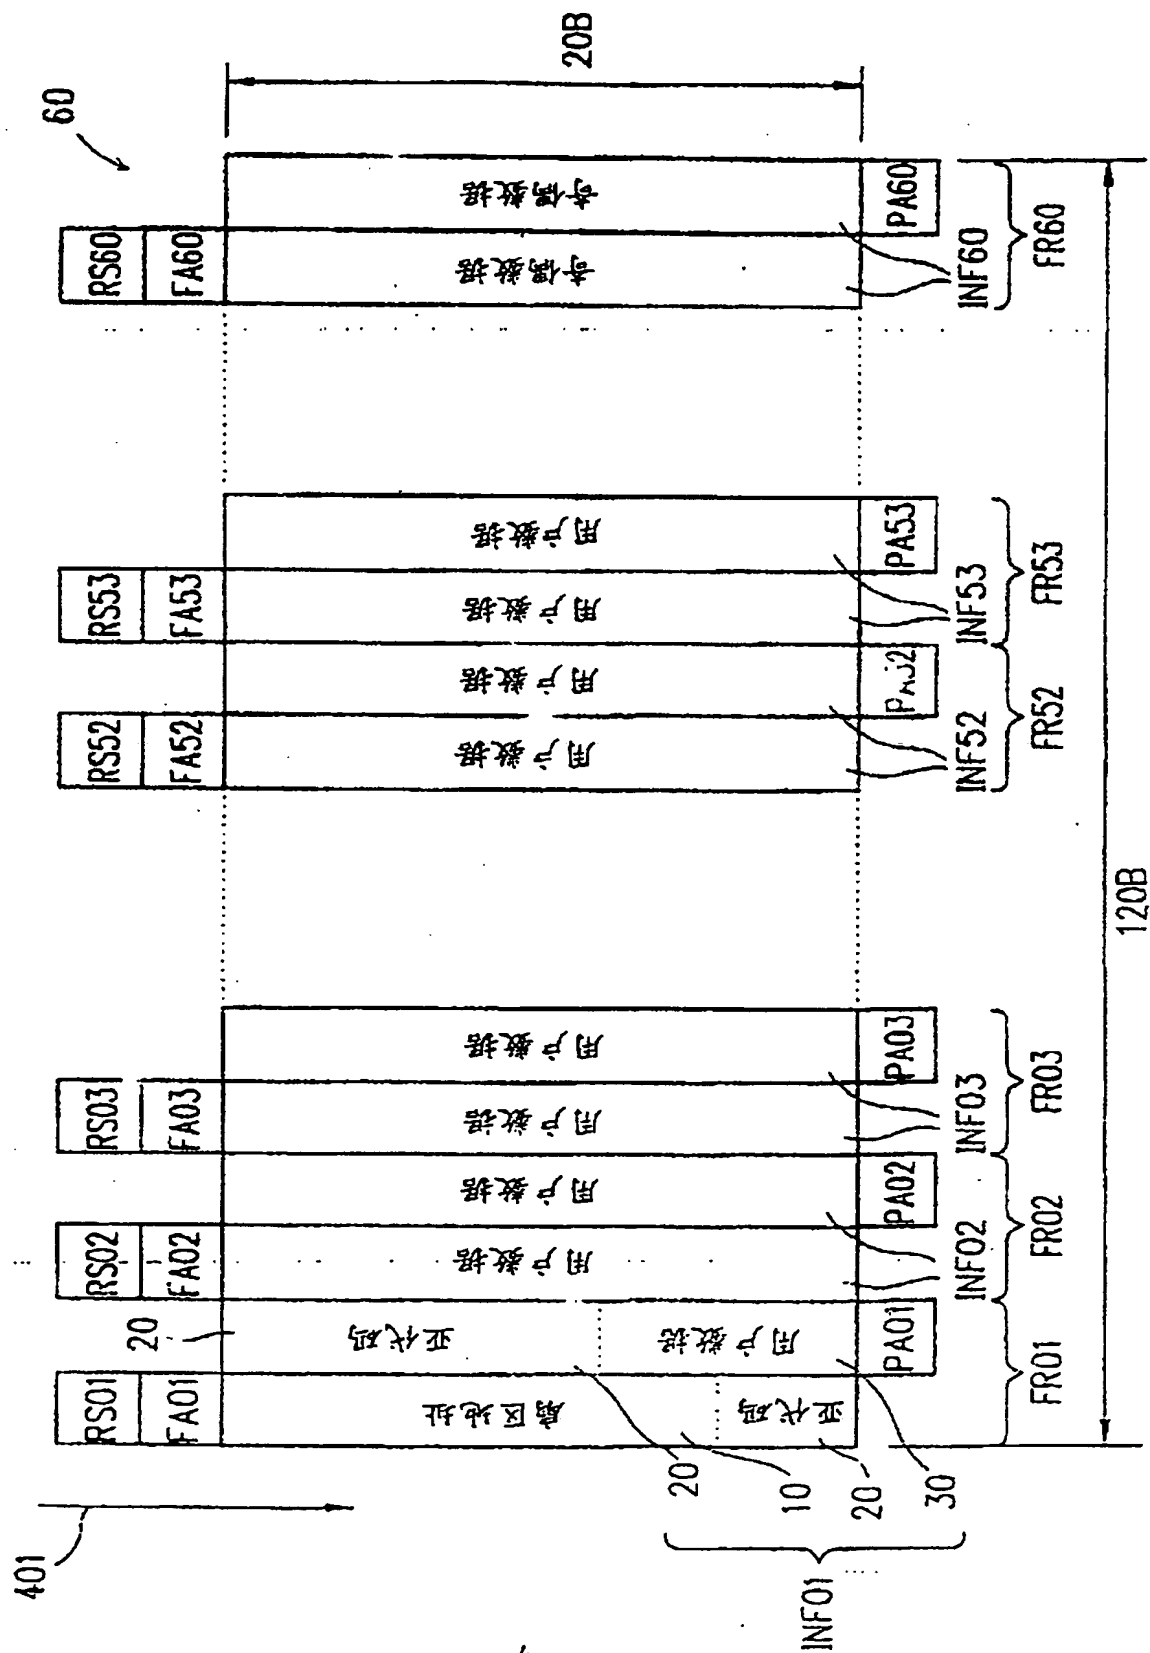 401
60
RS01
RS02
RS03
RS52
RS53
RS60
FA01
20
FA02
FA03
FA52
FA53
FA60
扇区地址
亚代码
亚代码
用户数据
用户数据
用户数据
用户数据
用户数据
用户数据
用户数据
用户数据
用户数据
奇偶数据
奇偶数据
20B
20
10
20
30
INF01
PA01
PA02
PA03
PA53
PA60
INF02
INF03
INF52
INF53
INF60
FR01
FR02
FR03
FR52
FR53
FR60
120B